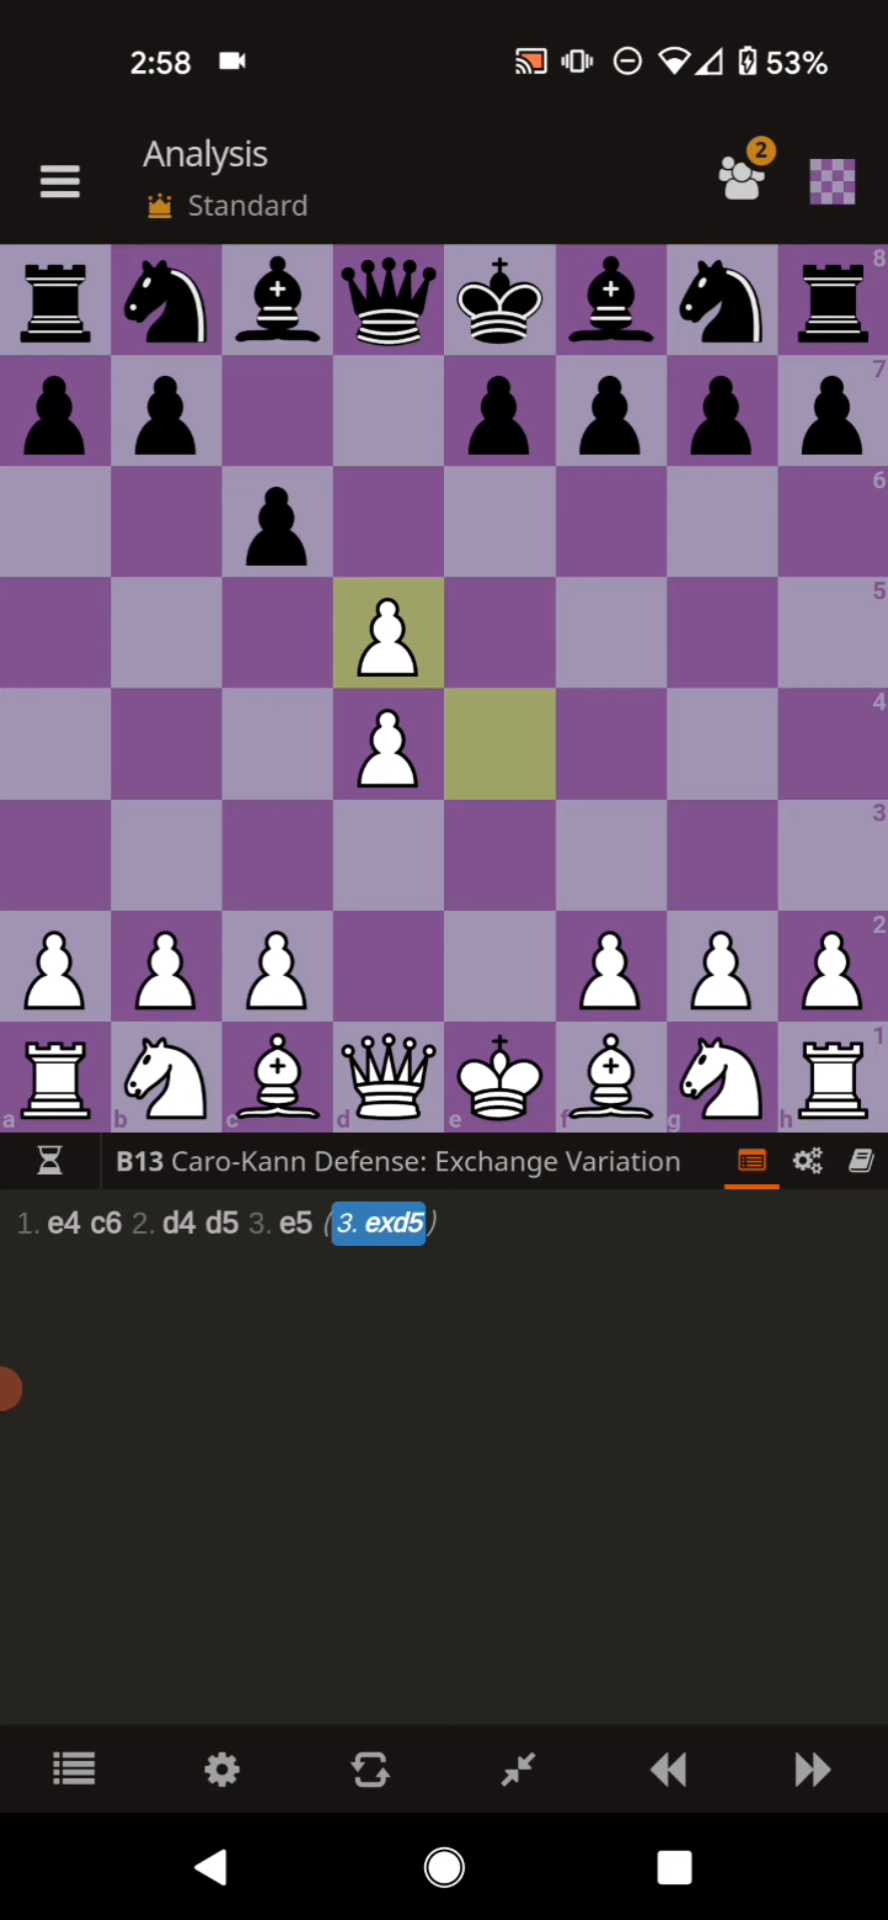 2:58 53%
Analysis 2
Standard
8
7
6
5
4
3
2
1
a b c d e f g h
B13 Caro-Kann Defense: Exchange Variation
1. e4 c6 2. d4 d5 3. e5 (3. exd5)